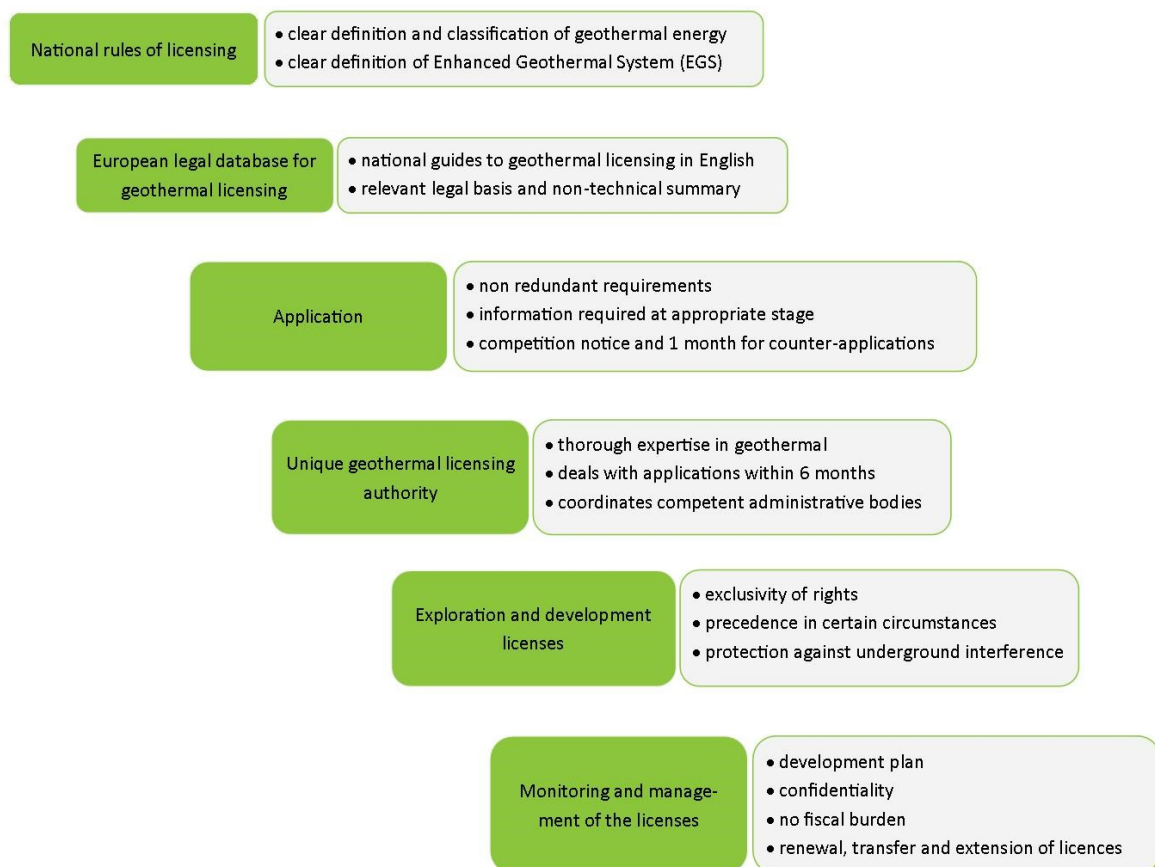 National rules of licensing
• clear definition and classification of geothermal energy
• clear definition of Enhanced Geothermal System (EGS)
European legal database for
geothermal licensing
• national guides to geothermal licensing in English
• relevant legal basis and non-technical summary
Application
• non redundant requirements
• information required at appropriate stage
• competition notice and 1 month for counter-applications
Unique geothermal licensing
authority
• thorough expertise in geothermal
• deals with applications within 6 months
• coordinates competent administrative bodies
Exploration and development
licenses
• exclusivity of rights
• precedence in certain circumstances
• protection against underground interference
Monitoring and manage-
ment of the licenses
• development plan
• confidentiality
• no fiscal burden
• renewal, transfer and extension of licences